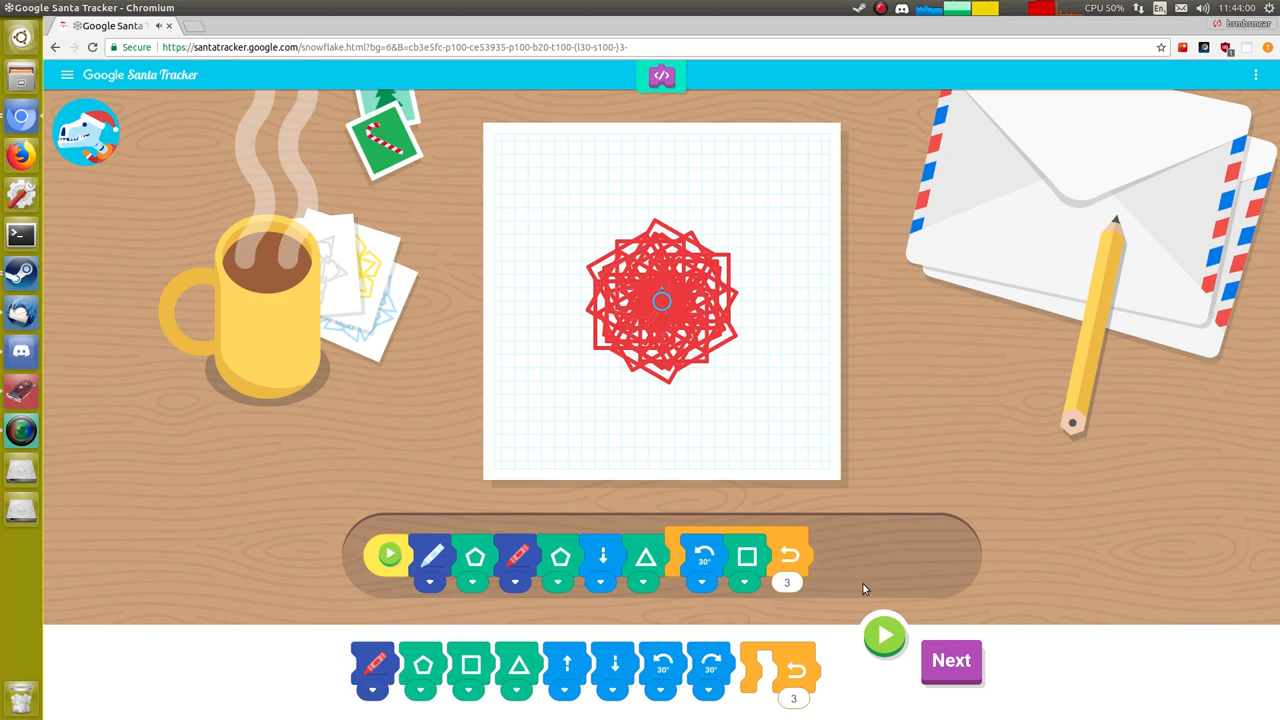 Google Santa Tracker - Chromium
CPU 50%
En
11:44:00
Google Santa T
brmbrmcar
Secure
https://santatracker.google.com/snowflake.html?bg=6&B=cb3e5fc-p100-ce53935-p100-b20-t100-(l30-s100-)3-
Google Santa Tracker
</>
30°
3
30°
30°
3
Next